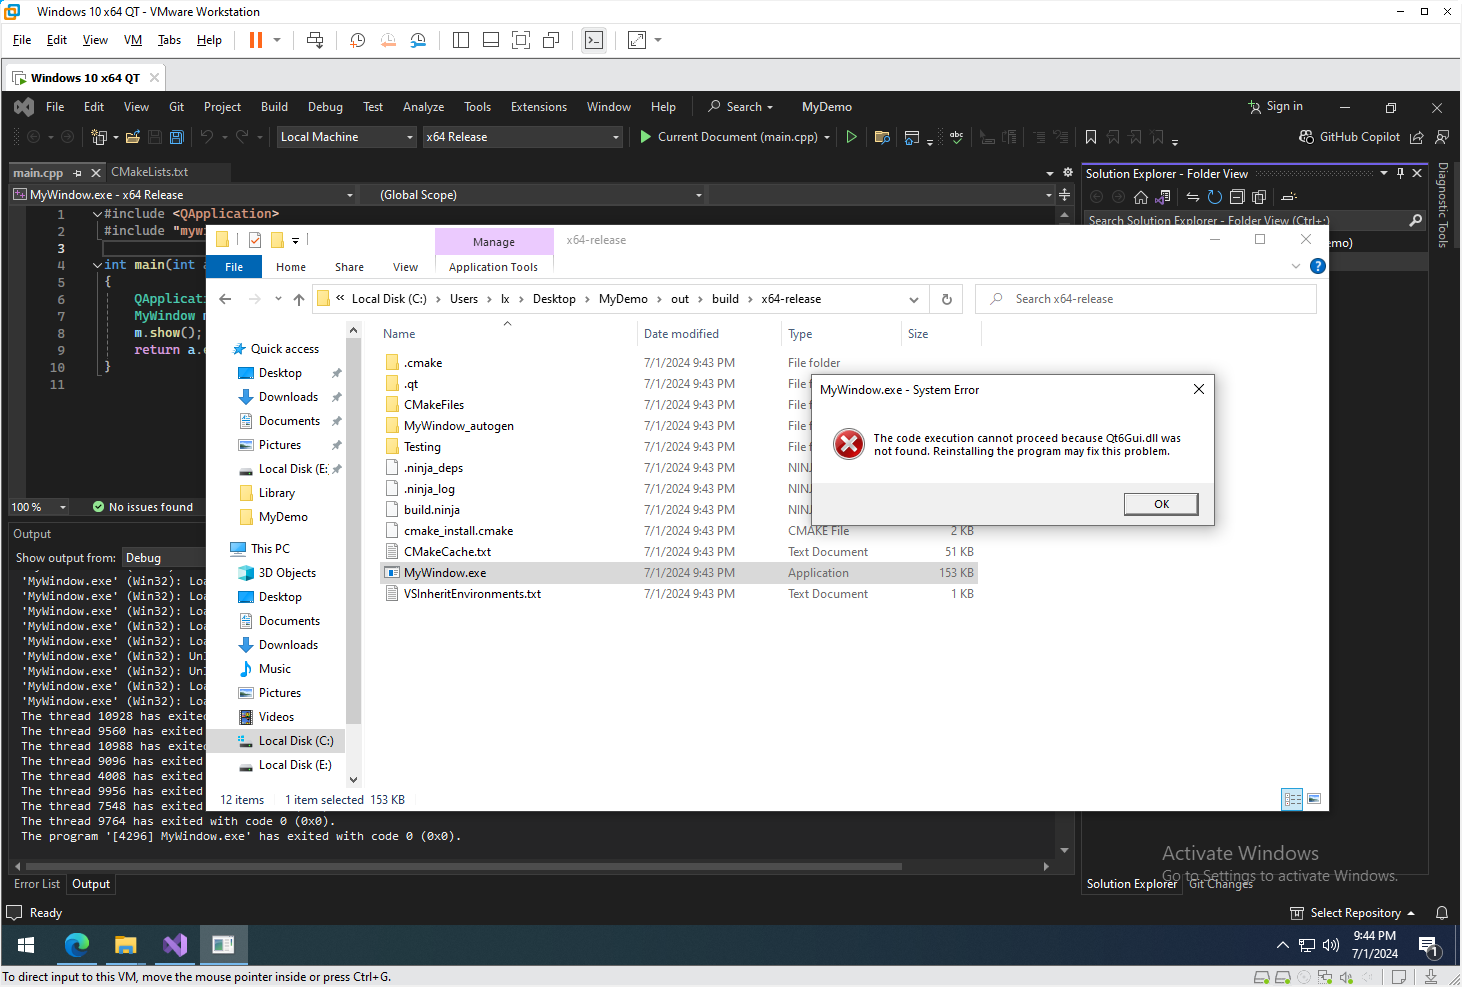 Windows 10 x64 QT - VMware Workstation
File Edit View VM Tabs Help
Windows 10 x64 QT
File Edit View Git Project Build Debug Test Analyze Tools Extensions Window Help Search MyDemo Sign in
Local Machine x64 Release Current Document (main.cpp) abc GitHub Copilot
main.cpp CMakeLists.txt
MyWindow.exe - x64 Release (Global Scope)
1 #include <QApplication>
2 #include "mywi
3
4 int main(int a
5 {
6 QApplicati
7 MyWindow m
8 m.show();
9 return a.e
10 }
11
100 % No issues found
Output
Show output from: Debug
'MyWindow.exe' (Win32): Loa
'MyWindow.exe' (Win32): Loa
'MyWindow.exe' (Win32): Loa
'MyWindow.exe' (Win32): Loa
'MyWindow.exe' (Win32): Loa
'MyWindow.exe' (Win32): Unl
'MyWindow.exe' (Win32): Unl
'MyWindow.exe' (Win32): Loa
'MyWindow.exe' (Win32): Loa
The thread 10928 has exited
The thread 9560 has exited
The thread 10988 has exited
The thread 9096 has exited
The thread 4008 has exited
The thread 9956 has exited
The thread 7548 has exited
The thread 9764 has exited with code 0 (0x0).
The program '[4296] MyWindow.exe' has exited with code 0 (0x0).
Error List Output
Ready
Solution Explorer - Folder View
Search Solution Explorer - Folder View (Ctrl+;)
emo)
Diagnostic Tools
Manage x64-release
File Home Share View Application Tools
« Local Disk (C:) › Users › lx › Desktop › MyDemo › out › build › x64-release
Search x64-release
Quick access
Desktop
Downloads
Documents
Pictures
Local Disk (E:
Library
MyDemo
This PC
3D Objects
Desktop
Documents
Downloads
Music
Pictures
Videos
Local Disk (C:)
Local Disk (E:)
Name Date modified Type Size
.cmake 7/1/2024 9:43 PM File folder
.qt 7/1/2024 9:43 PM File f
CMakeFiles 7/1/2024 9:43 PM File f
MyWindow_autogen 7/1/2024 9:43 PM File f
Testing 7/1/2024 9:43 PM File f
.ninja_deps 7/1/2024 9:43 PM NINJ
.ninja_log 7/1/2024 9:43 PM NINJ
build.ninja 7/1/2024 9:43 PM NINJ
cmake_install.cmake 7/1/2024 9:43 PM CMAKE File 2 KB
CMakeCache.txt 7/1/2024 9:43 PM Text Document 51 KB
MyWindow.exe 7/1/2024 9:43 PM Application 153 KB
VSInheritEnvironments.txt 7/1/2024 9:43 PM Text Document 1 KB
12 items 1 item selected 153 KB
MyWindow.exe - System Error
The code execution cannot proceed because Qt6Gui.dll was
not found. Reinstalling the program may fix this problem.
OK
Activate Windows
Go to Settings to activate Windows.
Solution Explorer Git Changes
Select Repository
9:44 PM
7/1/2024
1
To direct input to this VM, move the mouse pointer inside or press Ctrl+G.